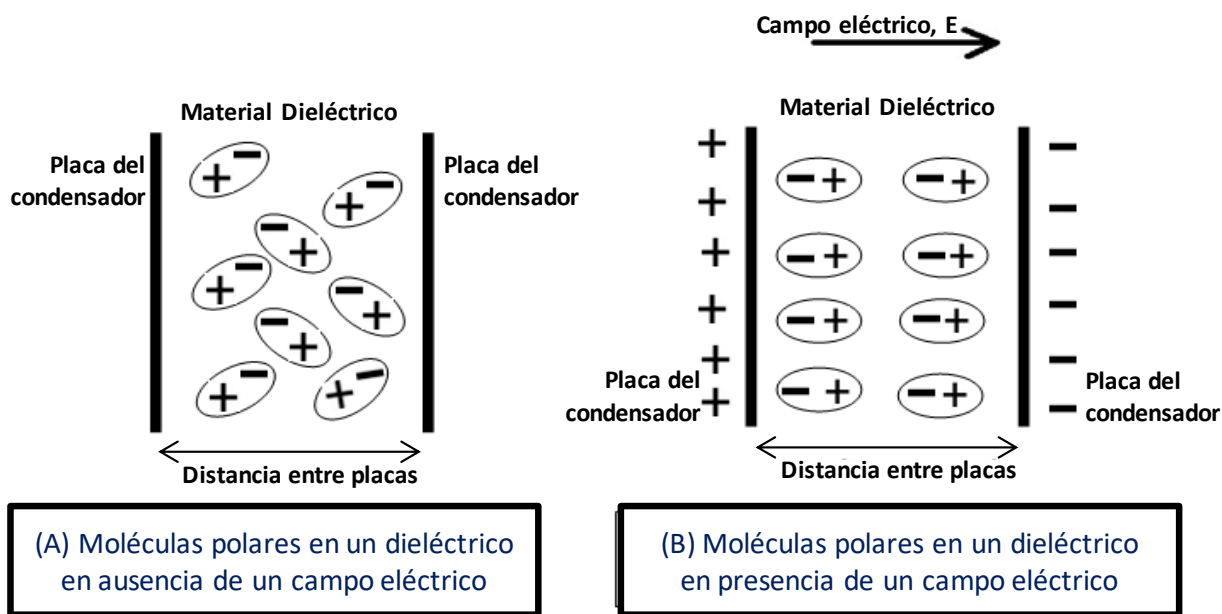 Campo eléctrico, E
Material Dieléctrico
Placa del
condensador
Placa del
condensador
Distancia entre placas
(A) Moléculas polares en un dieléctrico
en ausencia de un campo eléctrico
Material Dieléctrico
Placa del
condensador
Placa del
condensador
Distancia entre placas
(B) Moléculas polares en un dieléctrico
en presencia de un campo eléctrico